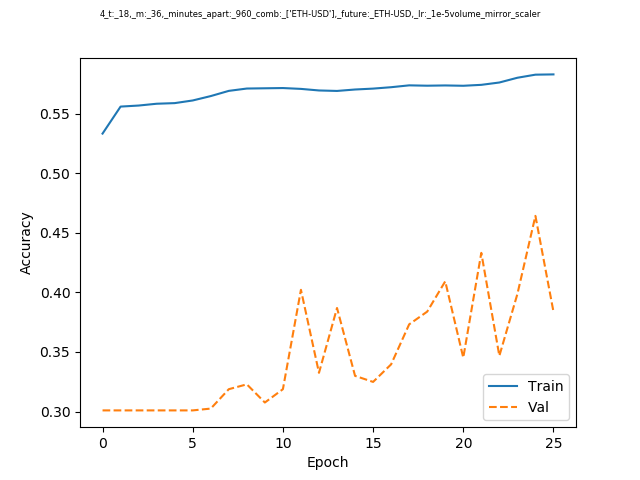 4_t:_18,_m:_36,_minutes_apart:_960_comb:_['ETH-USD'],_future:_ETH-USD,_lr:_1e-5volume_mirror_scaler
0.55
0.50
0.45
0.40
0.35
0.30
Accuracy
Train
Val
0 5 10 15 20 25
Epoch